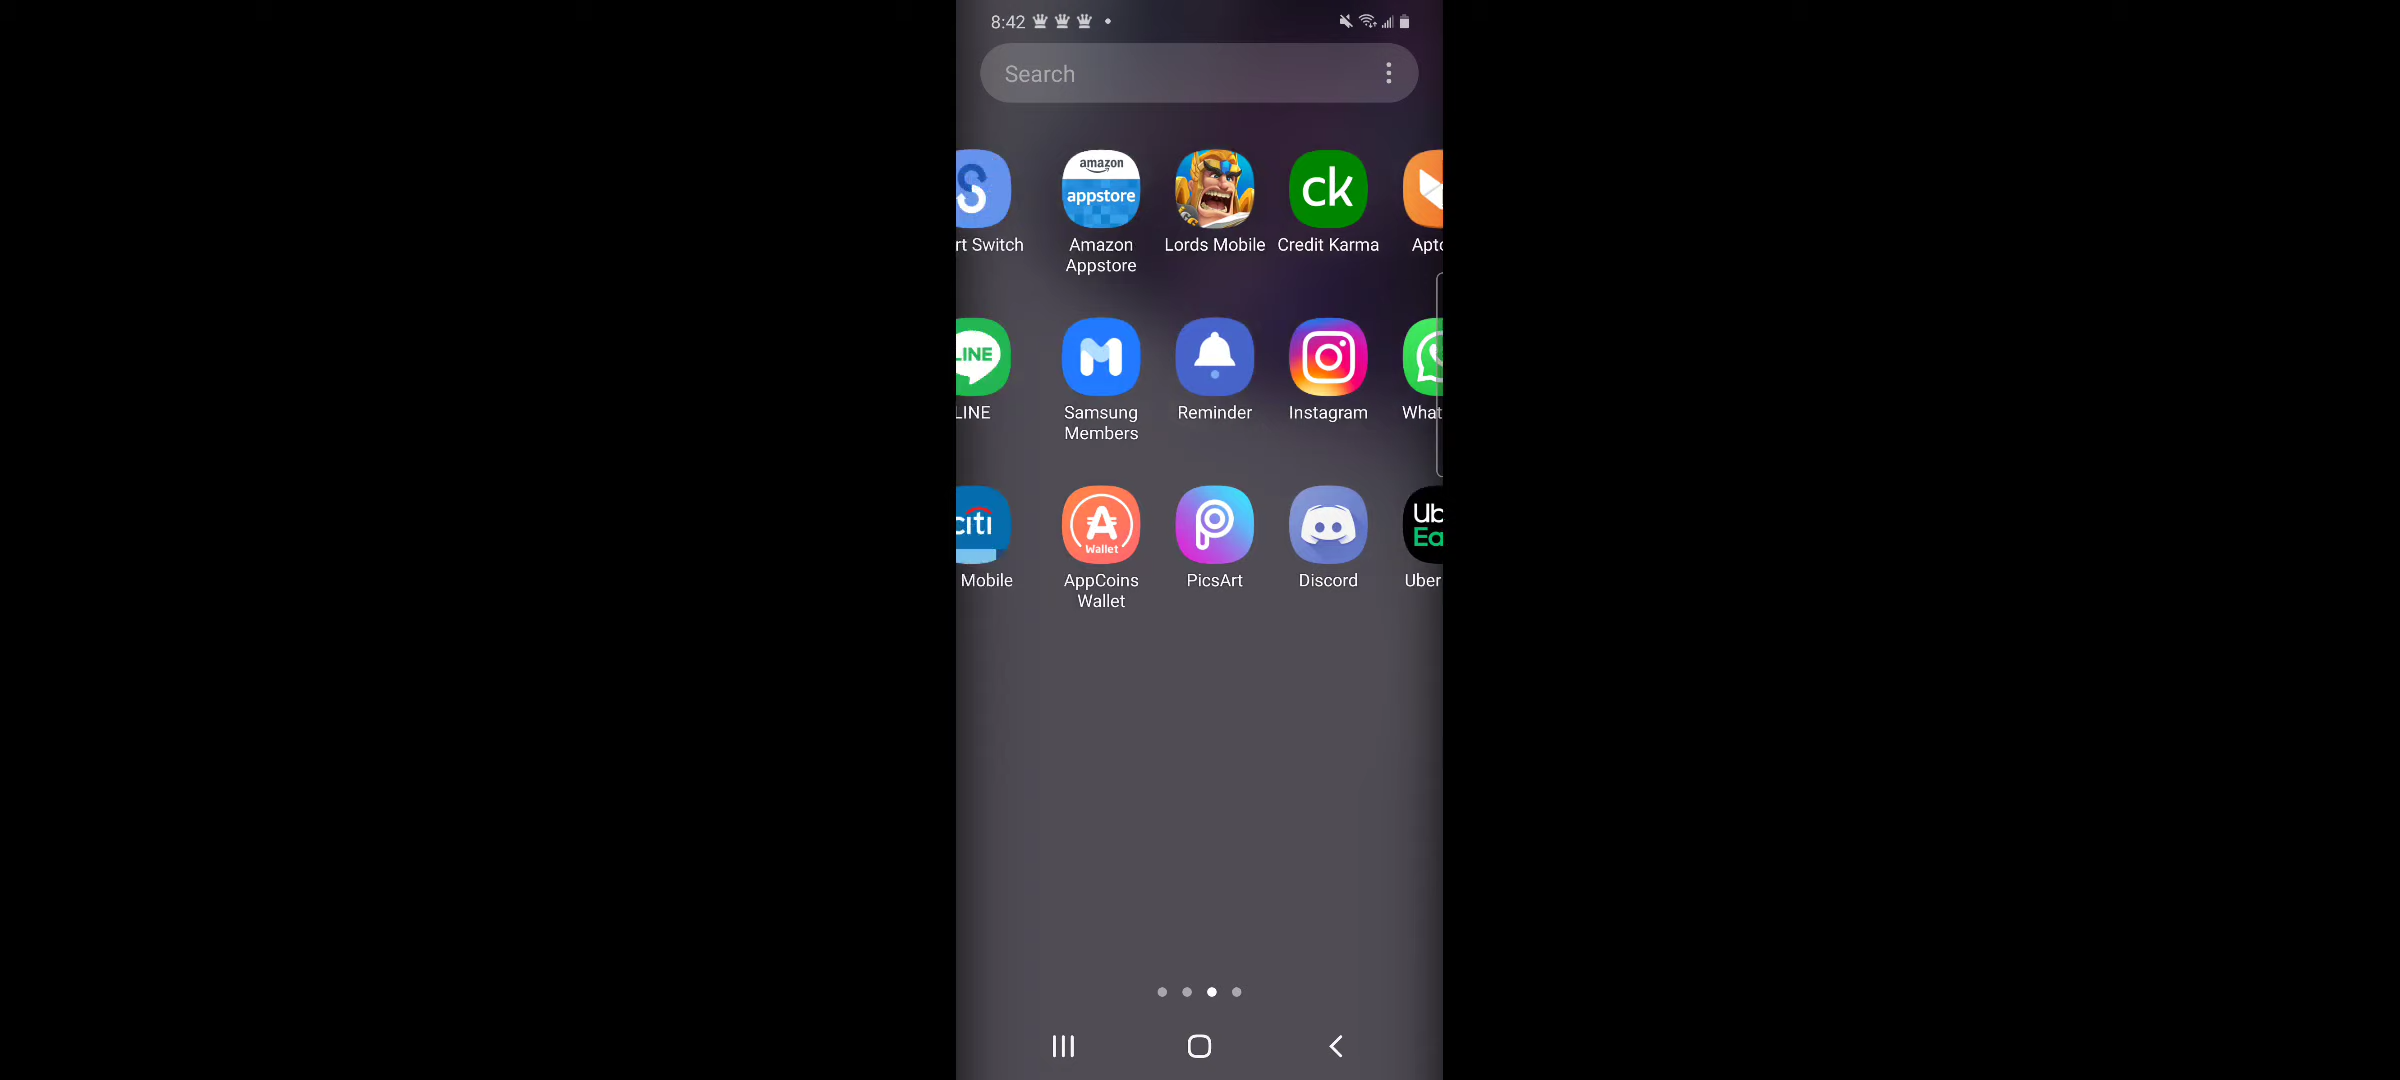 8:42
Search
amazon
appstore
ck
rt Switch
Amazon
Appstore
Lords Mobile
Credit Karma
Apto
LINE
LINE
Samsung
Members
Reminder
Instagram
What
citi
Wallet
Ub
Ea
Mobile
AppCoins
Wallet
PicsArt
Discord
Uber